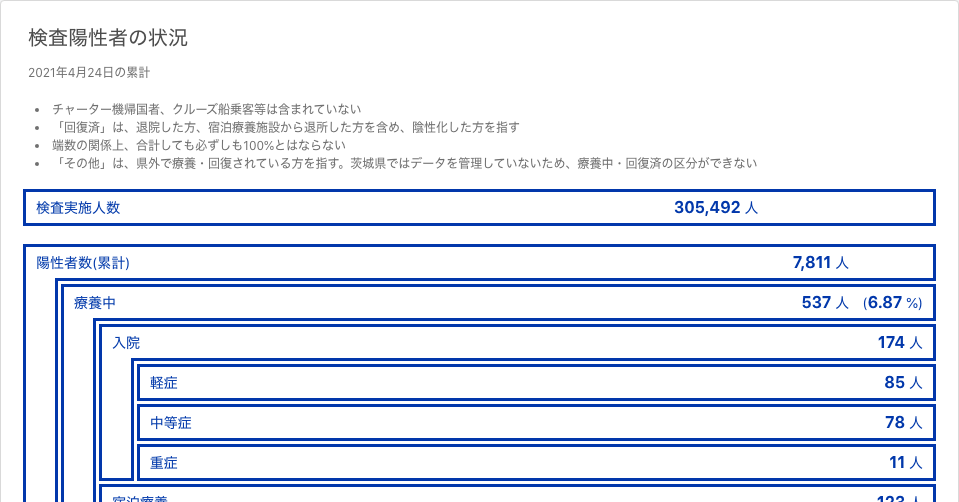 検査陽性者の状況
2021年4月24日の累計
• チャーター機帰国者、クルーズ船乗客等は含まれていない
• 「回復済」は、退院した方、宿泊療養施設から退所した方を含め、陰性化した方を指す
• 端数の関係上、合計しても必ずしも100%とはならない
• 「その他」は、県外で療養・回復されている方を指す。茨城県ではデータを管理していないため、療養中・回復済の区分ができない
検査実施人数 305,492 人
陽性者数(累計) 7,811 人
療養中 537 人 (6.87 %)
入院 174 人
軽症 85 人
中等症 78 人
重症 11 人
宿泊療養 123 人